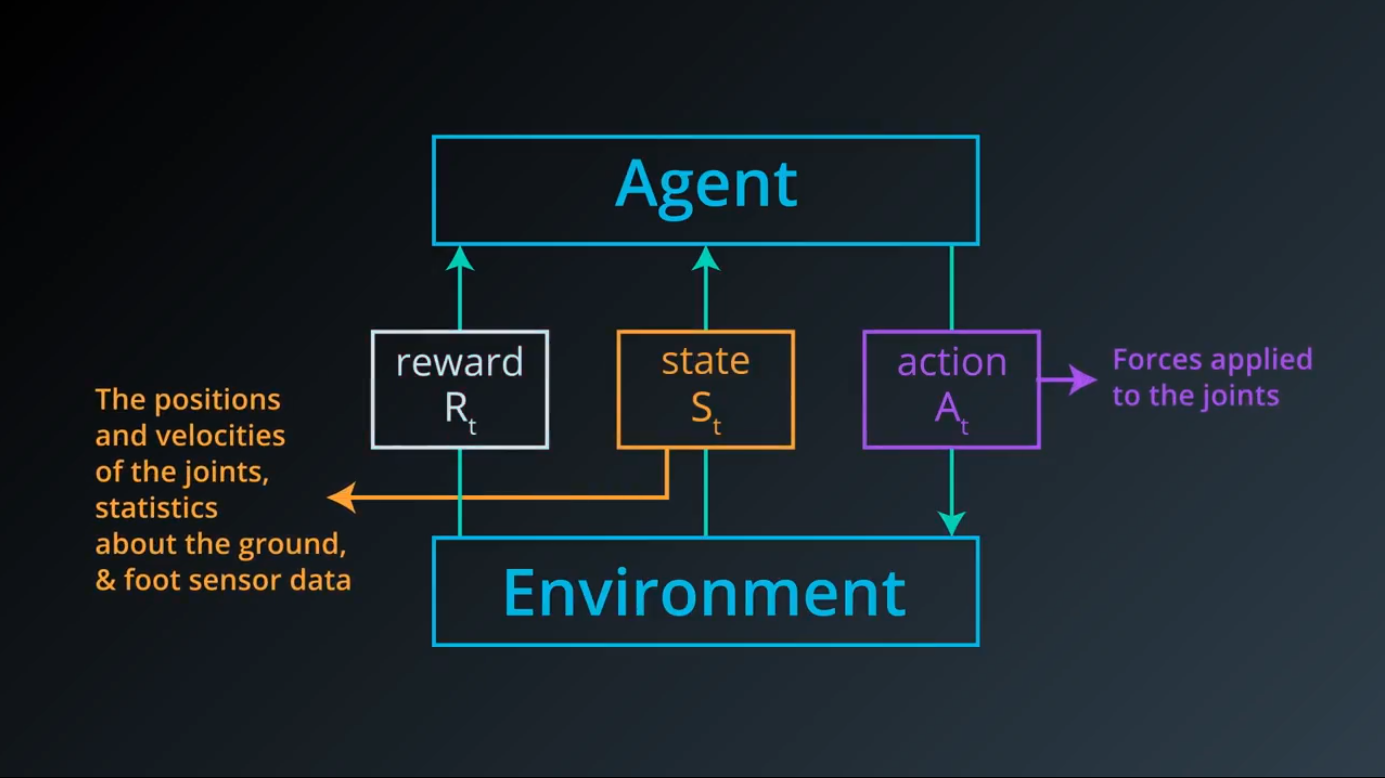 Agent
reward
R_t
state
S_t
action
A_t
Forces applied
to the joints
The positions
and velocities
of the joints,
statistics
about the ground,
& foot sensor data
Environment